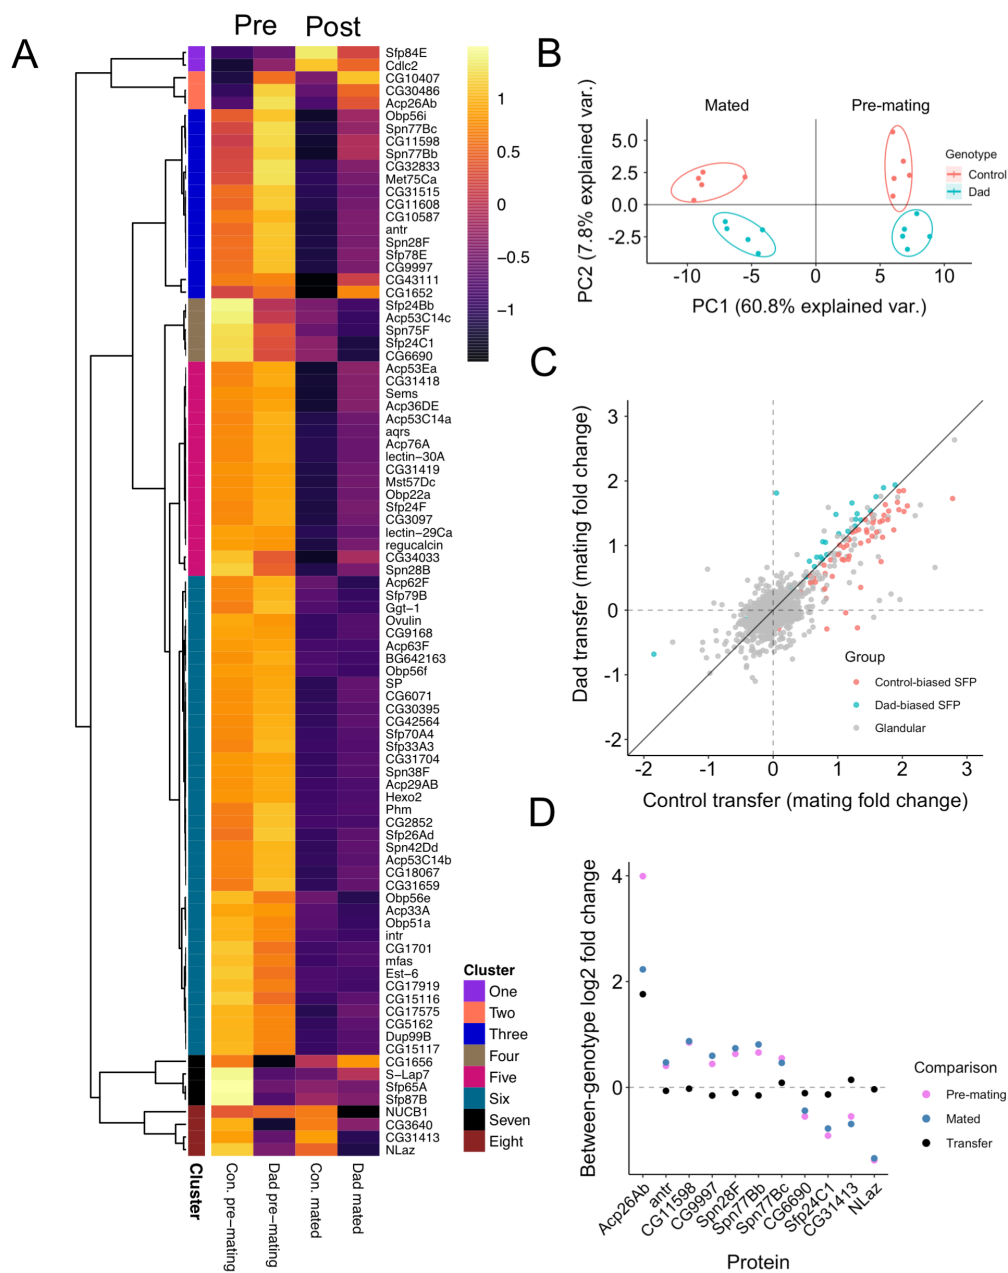 A
Pre Post
Sfp84E
Cdlc2
CG10407
CG30486
Acp26Ab
Obp56i
Spn77Bc
CG11598
Spn77Bb
CG32833
Met75Ca
CG31515
CG11608
CG10587
antr
Spn28F
Sfp78E
CG9997
CG43111
CG1652
Sfp24Bb
Acp53C14c
Spn75F
Sfp24C1
CG6690
Acp53Ea
CG31418
Sems
Acp36DE
Acp53C14a
aqrs
Acp76A
lectin−30A
CG31419
Mst57Dc
Obp22a
Sfp24F
CG3097
lectin−29Ca
regucalcin
CG34033
Spn28B
Acp62F
Sfp79B
Ggt−1
Ovulin
CG9168
Acp63F
BG642163
Obp56f
SP
CG6071
CG30395
CG42564
Sfp70A4
Sfp33A3
CG31704
Spn38F
Acp29AB
Hexo2
Phm
CG2852
Sfp26Ad
Spn42Dd
Acp53C14b
CG18067
CG31659
Obp56e
Acp33A
Obp51a
intr
CG1701
mfas
Est−6
CG17919
CG15116
CG17575
CG5162
Dup99B
CG15117
CG1656
S−Lap7
Sfp65A
Sfp87B
NUCB1
CG3640
CG31413
NLaz
1
0.5
0
−0.5
−1
Cluster
One
Two
Three
Four
Five
Six
Seven
Eight
Cluster
Con. pre−mating
Dad pre−mating
Con. mated
Dad mated
B
Mated Pre-mating
PC2 (7.8% explained var.)
5.0
2.5
0.0
−2.5
−10 −5 0 5 10
PC1 (60.8% explained var.)
Genotype
Control
Dad
C
Dad transfer (mating fold change)
3
2
1
0
-1
-2
-2 -1 0 1 2 3
Control transfer (mating fold change)
Group
Control-biased SFP
Dad-biased SFP
Glandular
D
Between-genotype log2 fold change
4
2
0
Acp26Ab
antr
CG11598
CG9997
Spn28F
Spn77Bb
Spn77Bc
CG6690
Sfp24C1
CG31413
NLaz
Protein
Comparison
Pre-mating
Mated
Transfer